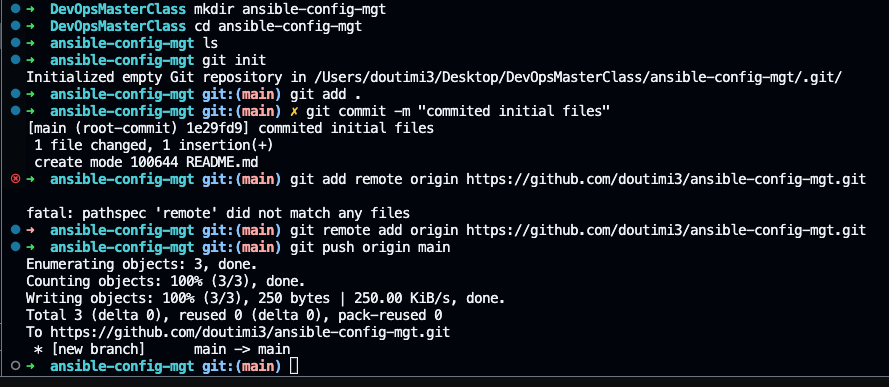 ➜ DevOpsMasterClass mkdir ansible-config-mgt
➜ DevOpsMasterClass cd ansible-config-mgt
➜ ansible-config-mgt ls
➜ ansible-config-mgt git init
Initialized empty Git repository in /Users/doutimi3/Desktop/DevOpsMasterClass/ansible-config-mgt/.git/
➜ ansible-config-mgt git:(main) git add .
➜ ansible-config-mgt git:(main) ✗ git commit -m "commited initial files"
[main (root-commit) 1e29fd9] commited initial files
1 file changed, 1 insertion(+)
create mode 100644 README.md
➜ ansible-config-mgt git:(main) git add remote origin https://github.com/doutimi3/ansible-config-mgt.git
fatal: pathspec 'remote' did not match any files
➜ ansible-config-mgt git:(main) git remote add origin https://github.com/doutimi3/ansible-config-mgt.git
➜ ansible-config-mgt git:(main) git push origin main
Enumerating objects: 3, done.
Counting objects: 100% (3/3), done.
Writing objects: 100% (3/3), 250 bytes | 250.00 KiB/s, done.
Total 3 (delta 0), reused 0 (delta 0), pack-reused 0
To https://github.com/doutimi3/ansible-config-mgt.git
* [new branch] main -> main
➜ ansible-config-mgt git:(main)